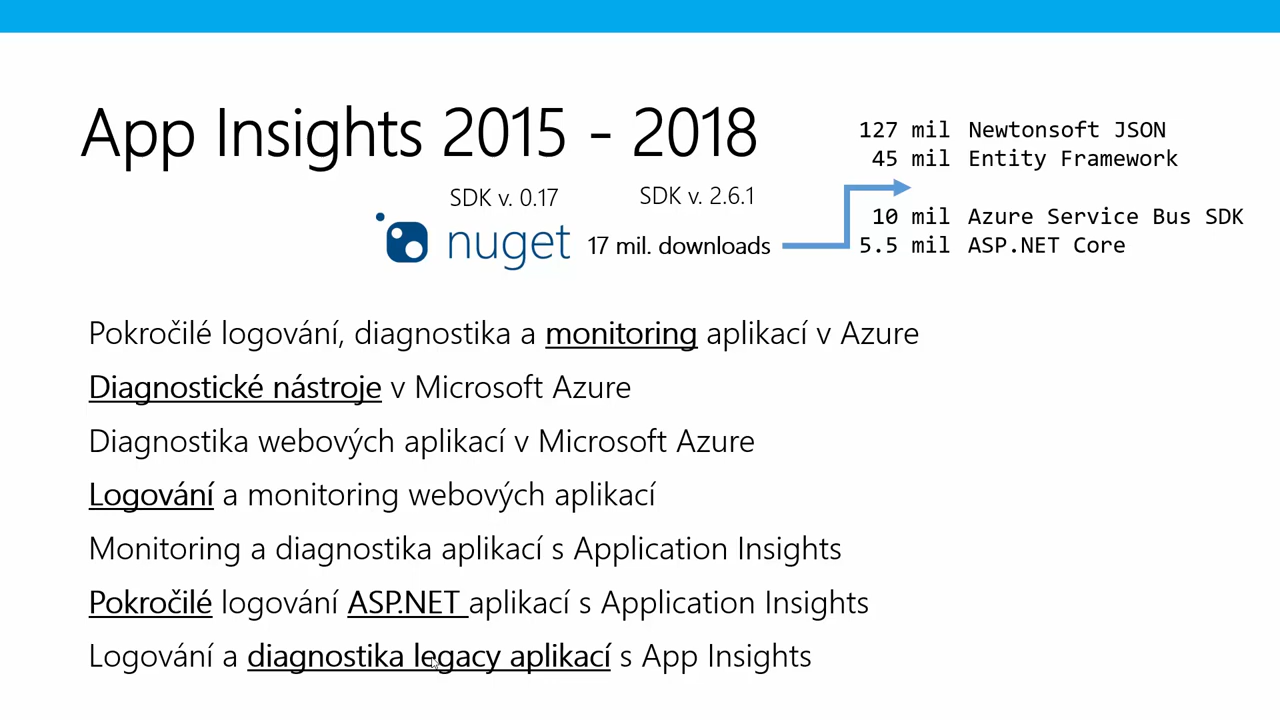 App Insights 2015 - 2018
SDK v. 0.17
SDK v. 2.6.1
nuget
17 mil. downloads
127 mil Newtonsoft JSON
45 mil Entity Framework
10 mil Azure Service Bus SDK
5.5 mil ASP.NET Core
Pokročilé logování, diagnostika a monitoring aplikací v Azure
Diagnostické nástroje v Microsoft Azure
Diagnostika webových aplikací v Microsoft Azure
Logování a monitoring webových aplikací
Monitoring a diagnostika aplikací s Application Insights
Pokročilé logování ASP.NET aplikací s Application Insights
Logování a diagnostika legacy aplikací s App Insights